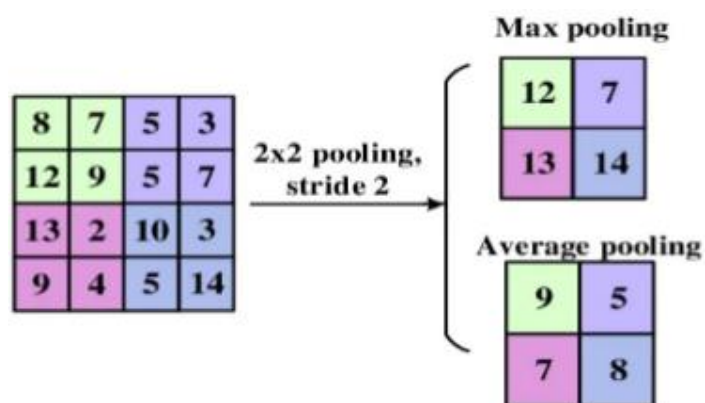 Max pooling
12 7
13 14
8 7 5 3
12 9 5 7
13 2 10 3
9 4 5 14
2x2 pooling,
stride 2
Average pooling
9 5
7 8